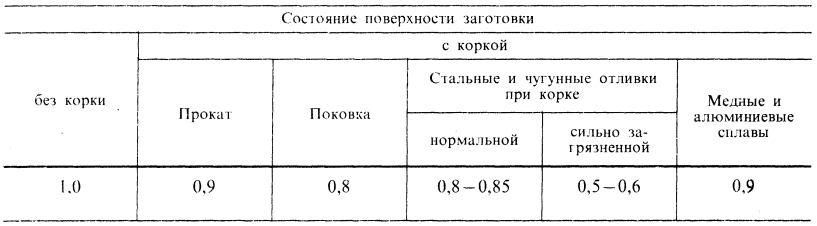 Состояние поверхности заготовки
с коркой
без корки
Прокат
Поковка
Стальные и чугунные отливки
при корке
Медные и
алюминиевые
сплавы
нормальной
сильно за-
грязненной
1,0
0,9
0,8
0,8–0,85
0,5–0,6
0,9